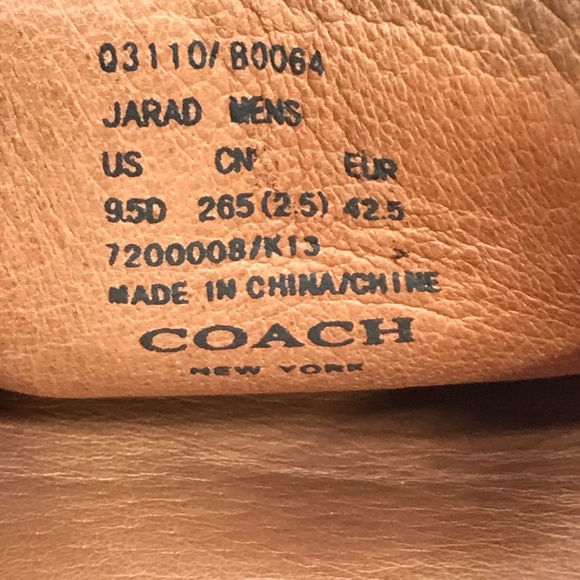 Q3110/B0064
JARAD MENS
US CN EUR
9.5D 265(2.5) 42.5
7200008/K13
MADE IN CHINA/CHINE
COACH
NEW YORK